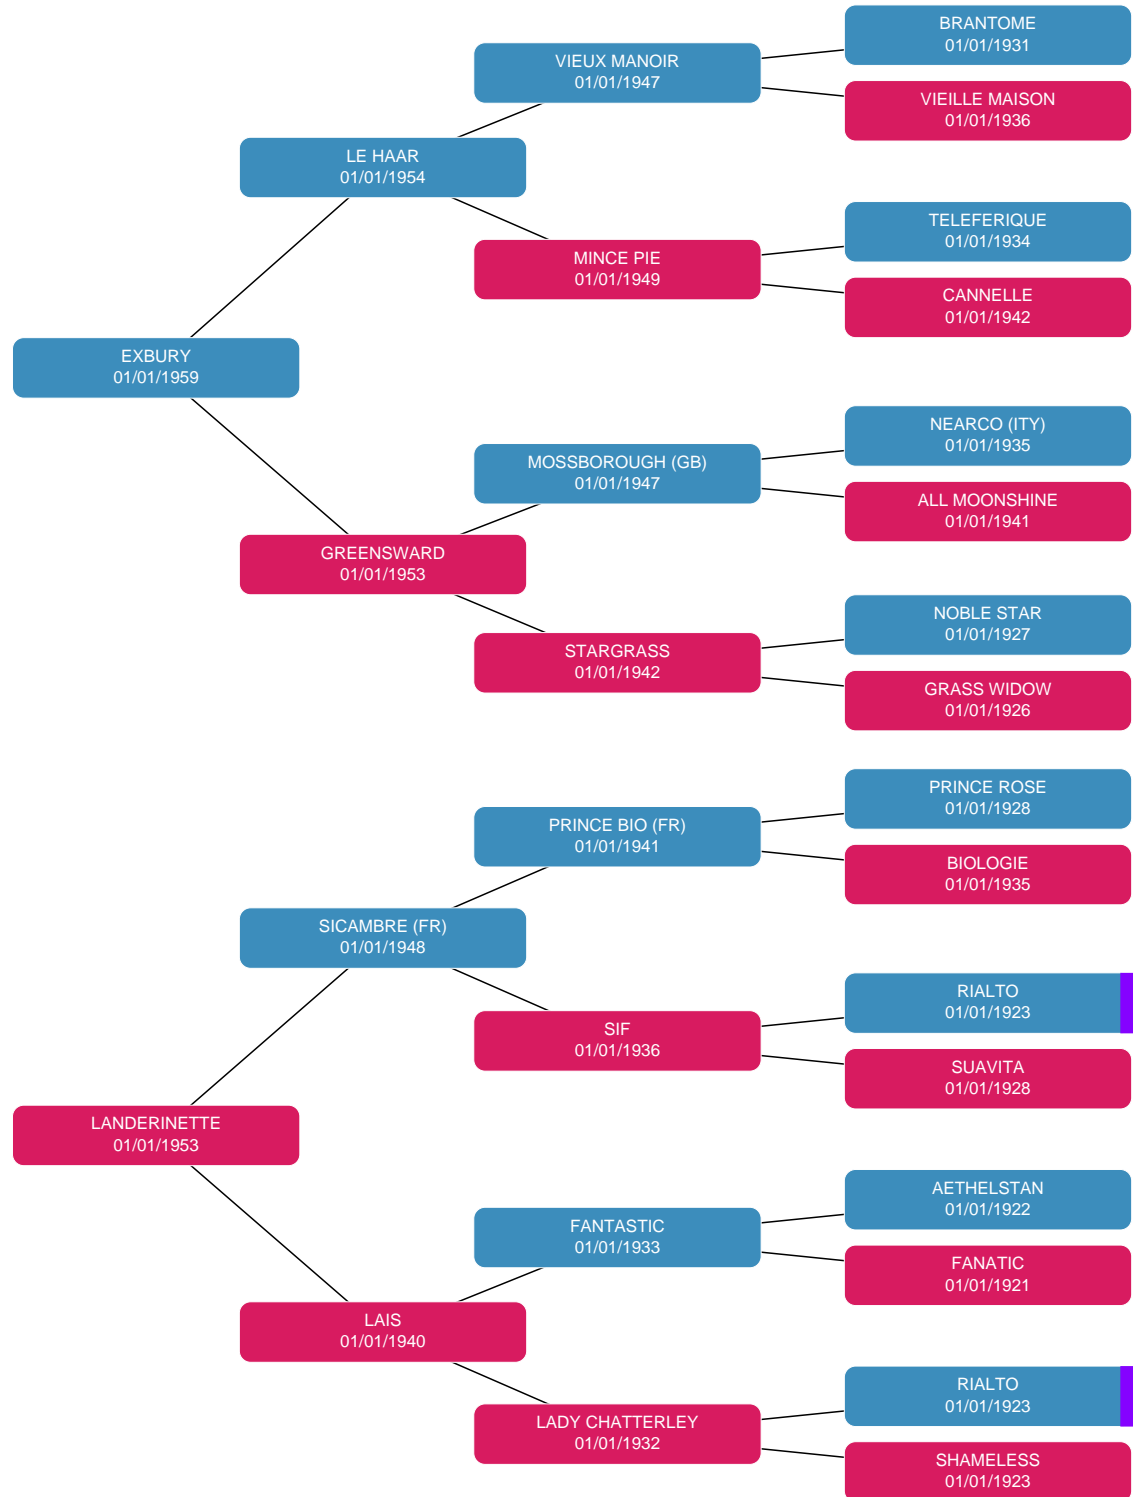 BRANTOME
01/01/1931
VIEUX MANOIR
01/01/1947
VIEILLE MAISON
01/01/1936
LE HAAR
01/01/1954
TELEFERIQUE
01/01/1934
MINCE PIE
01/01/1949
CANNELLE
01/01/1942
EXBURY
01/01/1959
NEARCO (ITY)
01/01/1935
MOSSBOROUGH (GB)
01/01/1947
ALL MOONSHINE
01/01/1941
GREENSWARD
01/01/1953
NOBLE STAR
01/01/1927
STARGRASS
01/01/1942
GRASS WIDOW
01/01/1926
PRINCE ROSE
01/01/1928
PRINCE BIO (FR)
01/01/1941
BIOLOGIE
01/01/1935
SICAMBRE (FR)
01/01/1948
RIALTO
01/01/1923
SIF
01/01/1936
SUAVITA
01/01/1928
LANDERINETTE
01/01/1953
AETHELSTAN
01/01/1922
FANTASTIC
01/01/1933
FANATIC
01/01/1921
LAIS
01/01/1940
RIALTO
01/01/1923
LADY CHATTERLEY
01/01/1932
SHAMELESS
01/01/1923